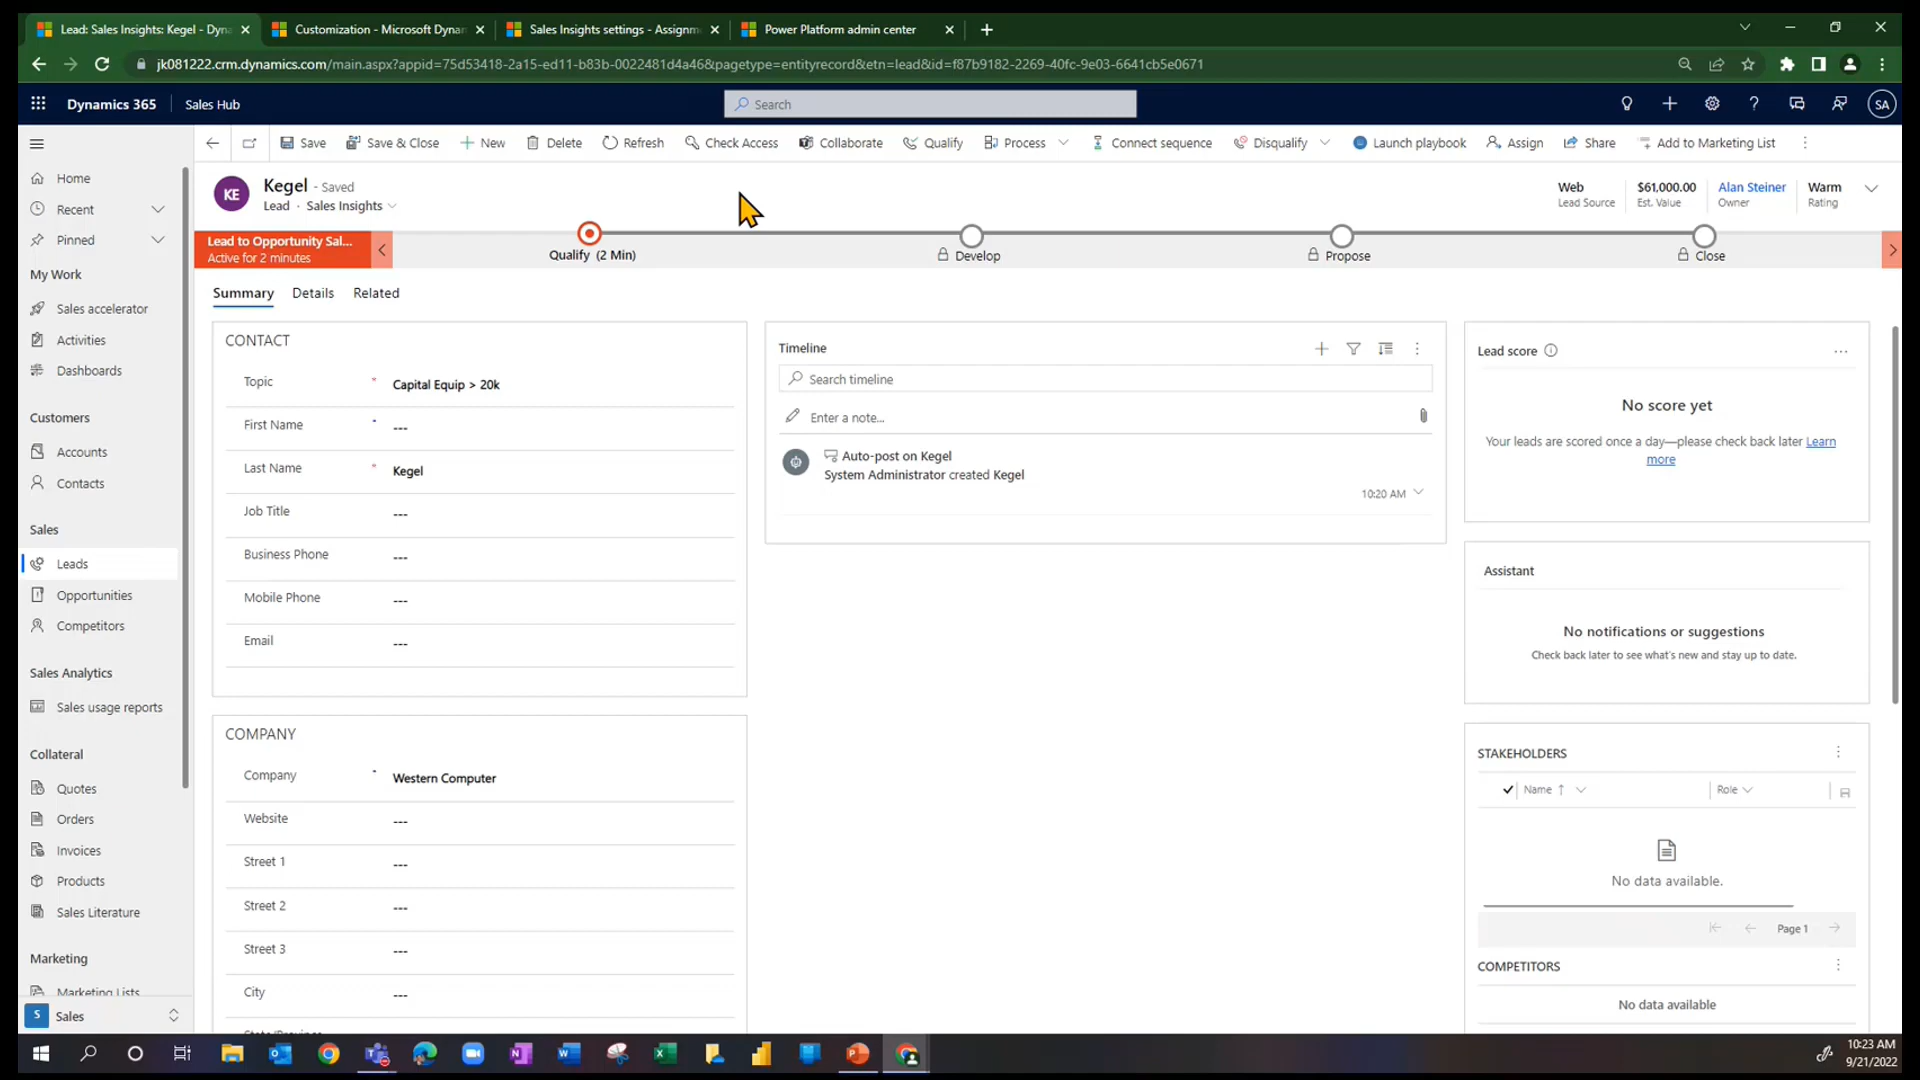 Lead: Sales Insights: Kegel - Dyna
Customization - Microsoft Dynam
Sales Insights settings - Assignm
Power Platform admin center
jk081222.crm.dynamics.com/main.aspx?appid=75d53418-2a15-ed11-b83b-0022481d4a46&pagetype=entityrecord&etn=lead&id=f87b9182-2269-40fc-9e03-6641cb5e0671
Dynamics 365
Sales Hub
Search
SA
Save
Save & Close
New
Delete
Refresh
Check Access
Collaborate
Qualify
Process
Connect sequence
Disqualify
Launch playbook
Assign
Share
Add to Marketing List
Home
Recent
Pinned
My Work
Sales accelerator
Activities
Dashboards
Customers
Accounts
Contacts
Sales
Leads
Opportunities
Competitors
Sales Analytics
Sales usage reports
Collateral
Quotes
Orders
Invoices
Products
Sales Literature
Marketing
Marketing Lists
S
Sales
KE
Kegel - Saved
Lead · Sales Insights
Web
Lead Source
$61,000.00
Est. Value
Alan Steiner
Owner
Warm
Rating
Lead to Opportunity Sal...
Active for 2 minutes
Qualify (2 Min)
Develop
Propose
Close
Summary
Details
Related
CONTACT
Topic
*
Capital Equip > 20k
First Name
---
Last Name
*
Kegel
Job Title
---
Business Phone
---
Mobile Phone
---
Email
---
COMPANY
Company
Western Computer
Website
---
Street 1
---
Street 2
---
Street 3
---
City
---
State/Province
Timeline
Search timeline
Enter a note...
Auto-post on Kegel
System Administrator created Kegel
10:20 AM
Lead score
No score yet
Your leads are scored once a day—please check back later Learn
more
Assistant
No notifications or suggestions
Check back later to see what's new and stay up to date.
STAKEHOLDERS
Name
Role
No data available.
Page 1
COMPETITORS
No data available
10:23 AM
9/21/2022